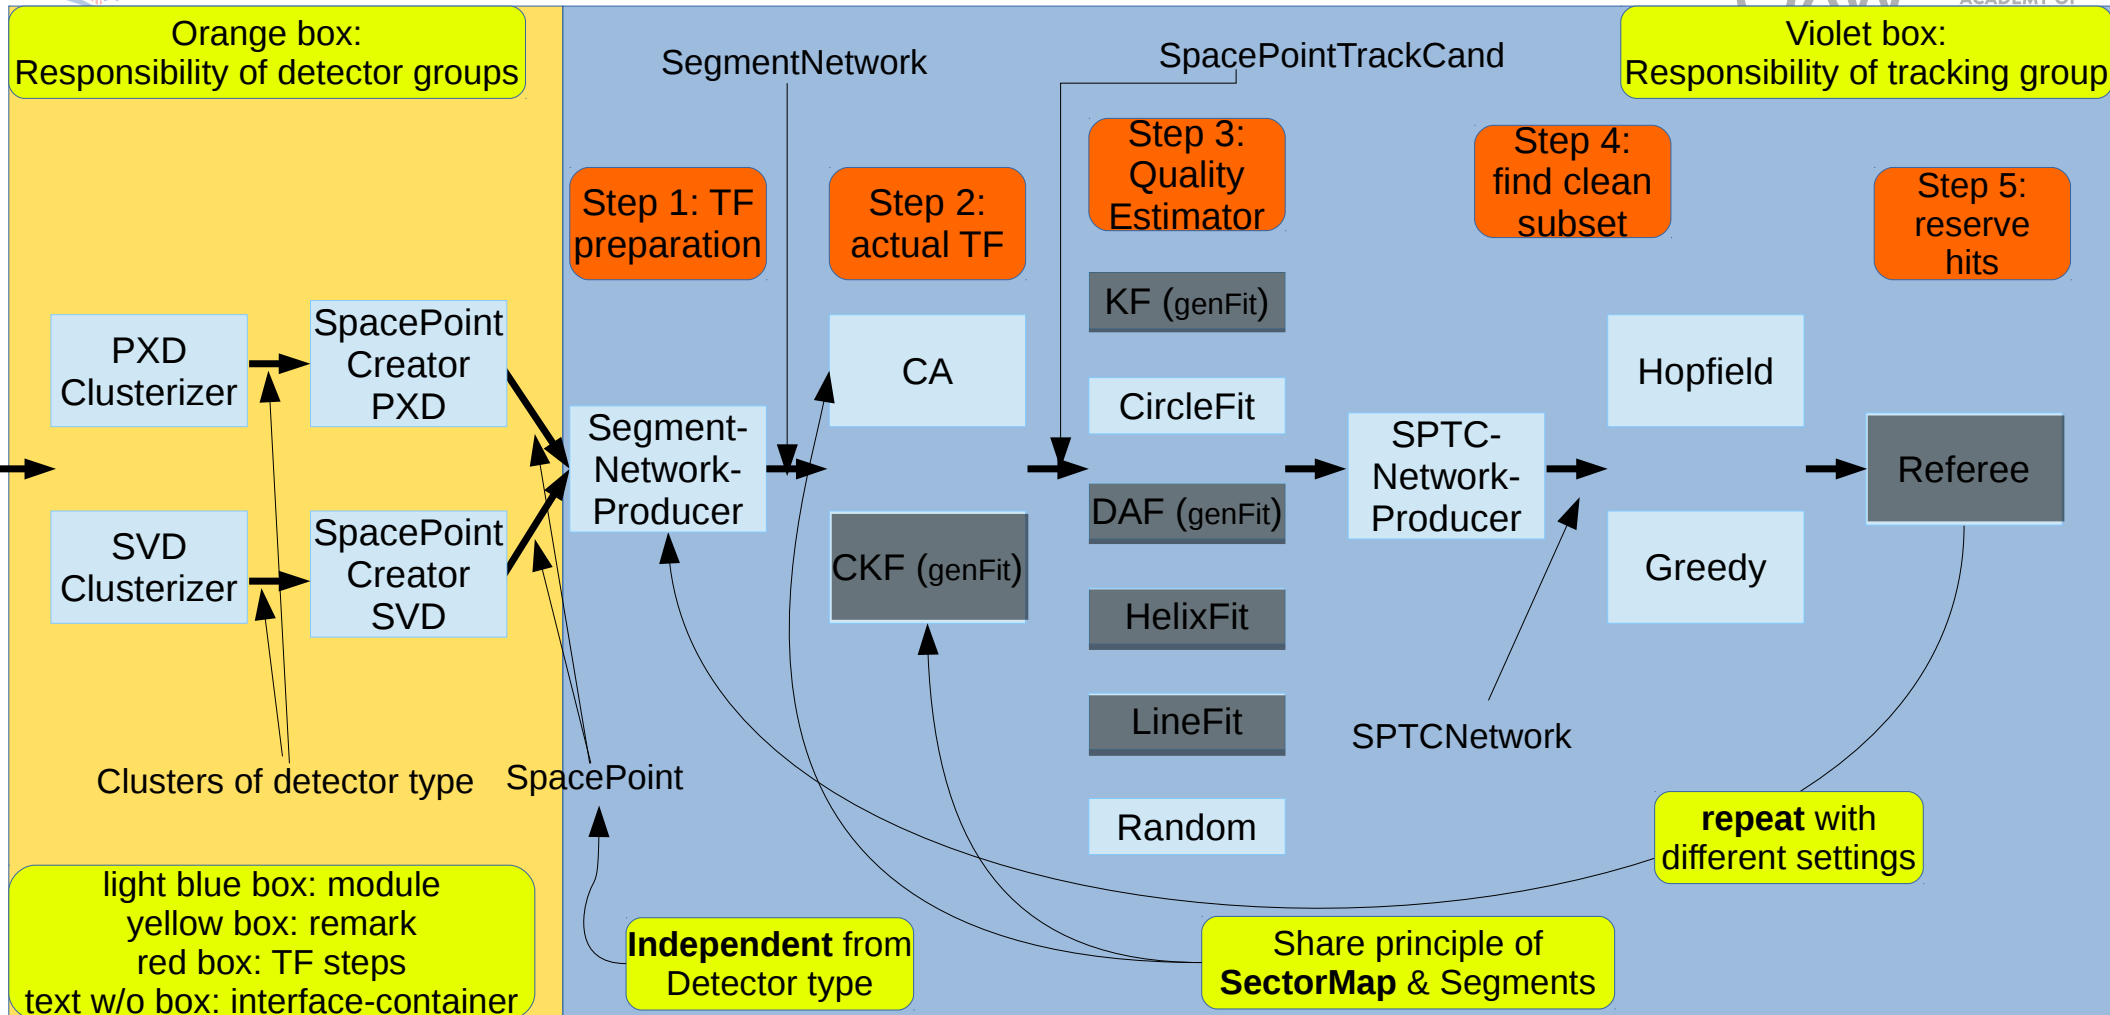 ACADEMY OF
Orange box:
Responsibility of detector groups
SegmentNetwork
SpacePointTrackCand
Violet box:
Responsibility of tracking group
Step 1: TF
preparation
Step 2:
actual TF
Step 3:
Quality
Estimator
Step 4:
find clean
subset
Step 5:
reserve
hits
PXD
Clusterizer
SpacePoint
Creator
PXD
SVD
Clusterizer
SpacePoint
Creator
SVD
Segment-
Network-
Producer
CA
CKF (genFit)
KF (genFit)
CircleFit
DAF (genFit)
HelixFit
LineFit
Random
SPTC-
Network-
Producer
Hopfield
Greedy
Referee
Clusters of detector type
SpacePoint
SPTCNetwork
repeat with
different settings
light blue box: module
yellow box: remark
red box: TF steps
text w/o box: interface-container
Independent from
Detector type
Share principle of
SectorMap & Segments